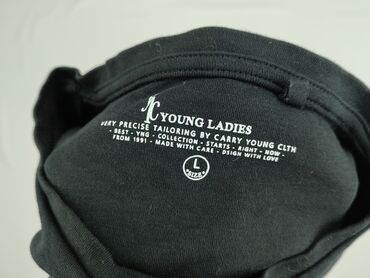 YOUNG LADIES
VERY PRECISE TAILORING BY CARRY YOUNG CLTH
- BEST - YNG - COLLECTION - STARTS - RIGHT - NOW -
FROM 1991 - MADE WITH CARE - DSIGN WITH LOVE
L
SIZE